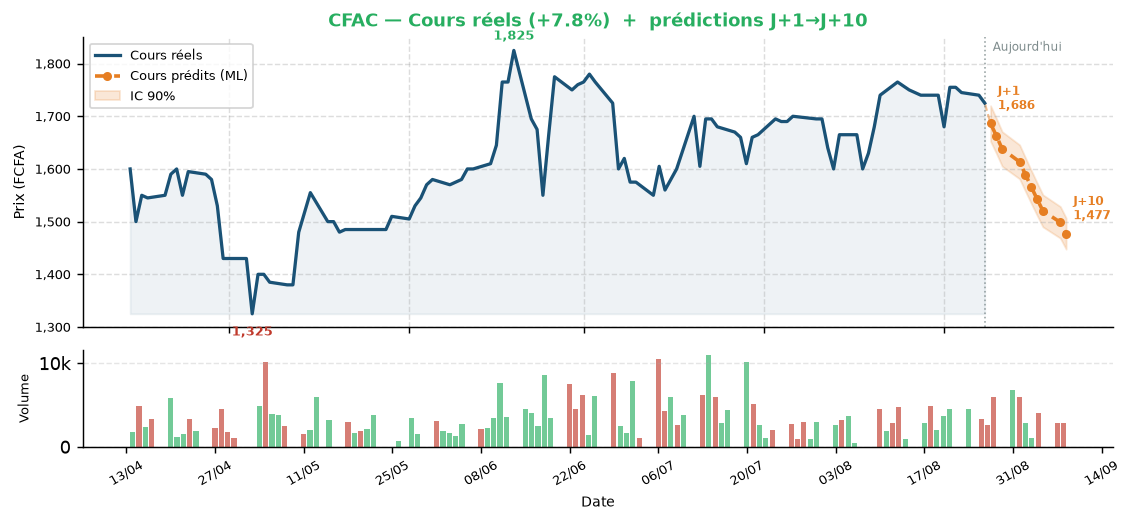 CFAC — Cours réels (+7.8%)  +  prédictions J+1→J+10
1,825
Aujourd'hui
Cours réels
Cours prédits (ML)
IC 90%
J+1
1,686
J+10
1,477
1,325
Prix (FCFA)
1,800
1,700
1,600
1,500
1,400
1,300
Volume
10k
0
13/04
27/04
11/05
25/05
08/06
22/06
06/07
20/07
03/08
17/08
31/08
14/09
Date